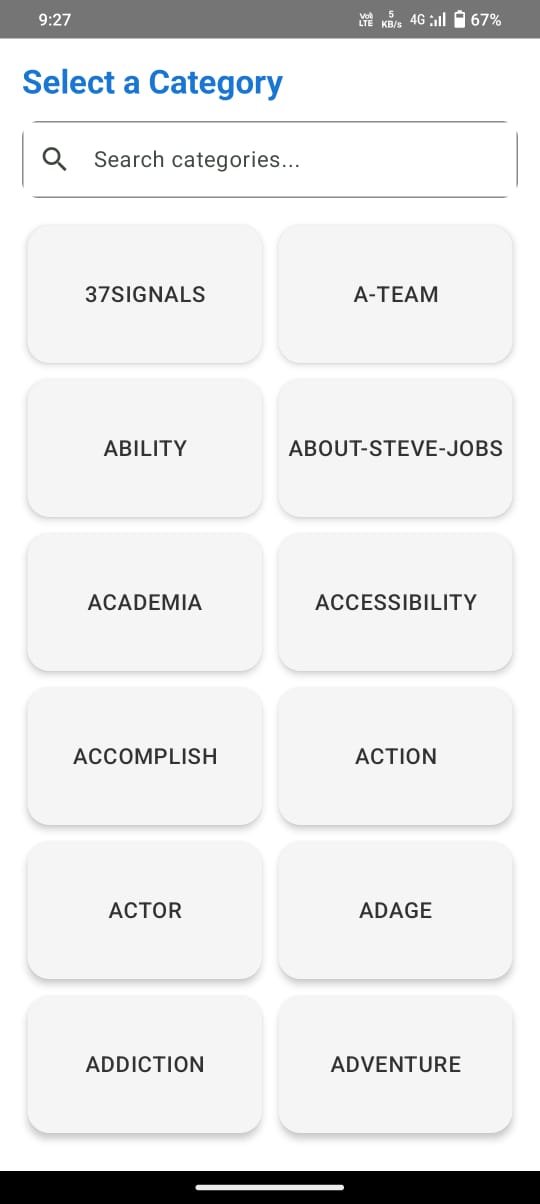 9:27 Vo) LTE 5 KB/s 4G 67%
Select a Category
Search categories...
37SIGNALS A-TEAM
ABILITY ABOUT-STEVE-JOBS
ACADEMIA ACCESSIBILITY
ACCOMPLISH ACTION
ACTOR ADAGE
ADDICTION ADVENTURE